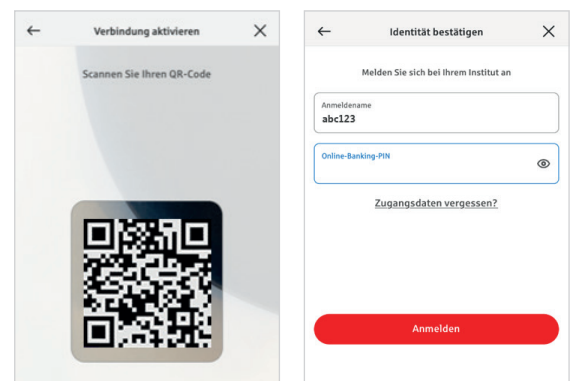 Verbindung aktivieren
Scannen Sie Ihren QR-Code
Identität bestätigen
Melden Sie sich bei Ihrem Institut an
Anmeldename
abc123
Online-Banking-PIN
Zugangsdaten vergessen?
Anmelden